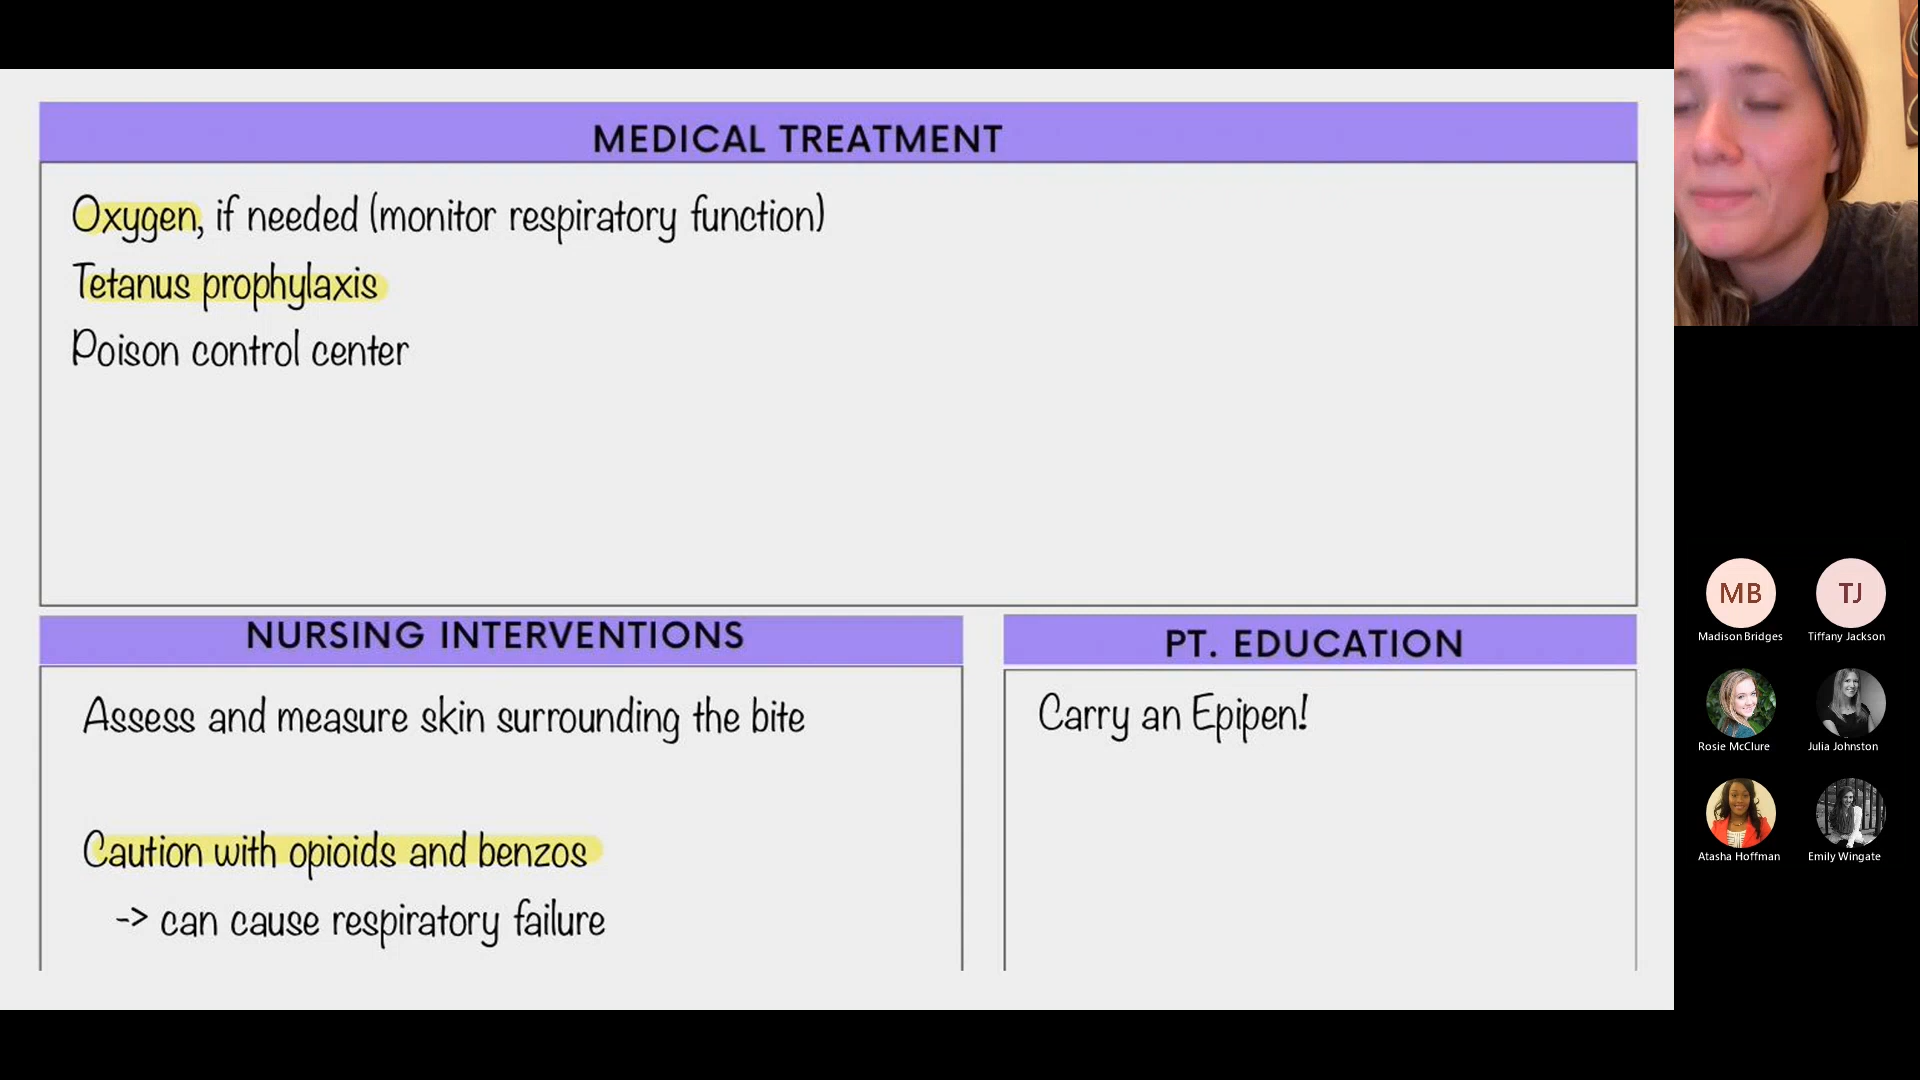 MEDICAL TREATMENT
Oxygen, if needed (monitor respiratory function)
Tetanus prophylaxis
Poison control center
NURSING INTERVENTIONS
Assess and measure skin surrounding the bite
Caution with opioids and benzos
-> can cause respiratory failure
PT. EDUCATION
Carry an Epipen!
MB
Madison Bridges
TJ
Tiffany Jackson
Rosie McClure
Julia Johnston
Atasha Hoffman
Emily Wingate